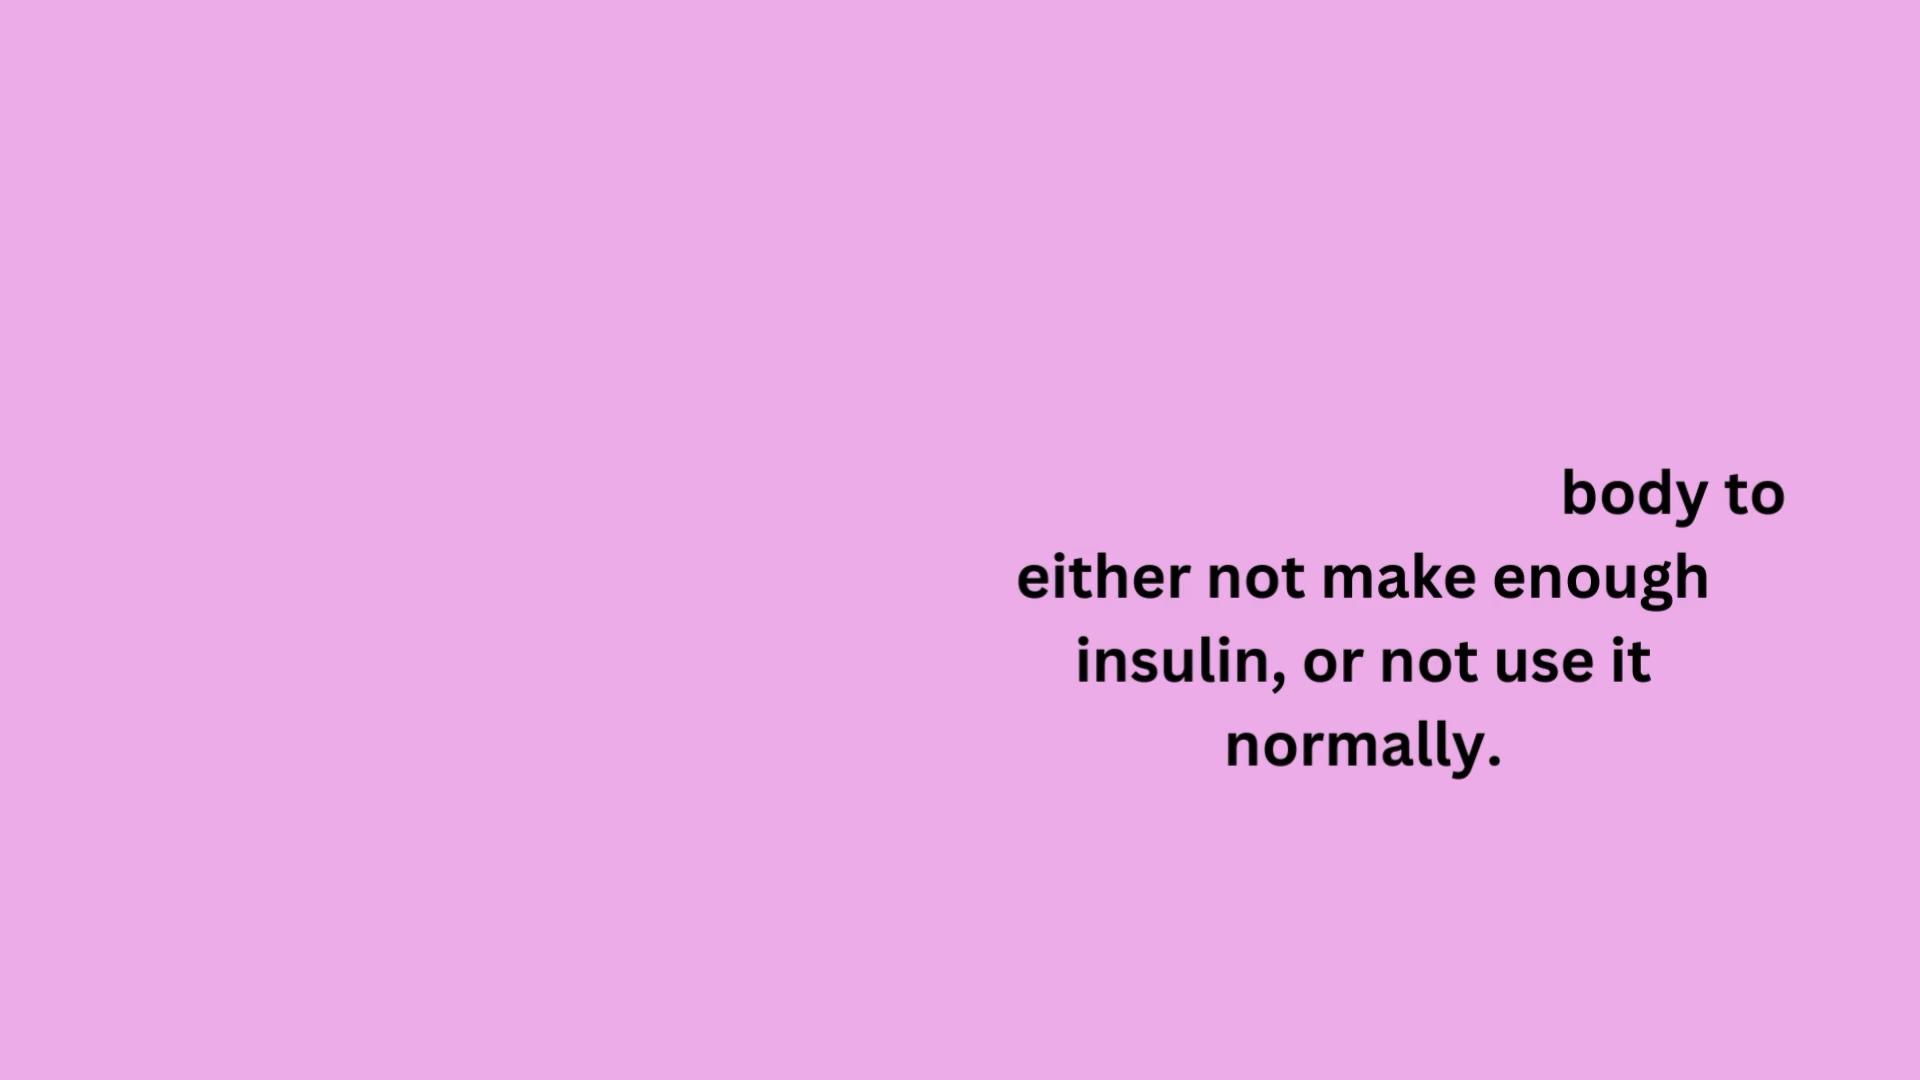 body to
either not make enough
insulin, or not use it
normally.